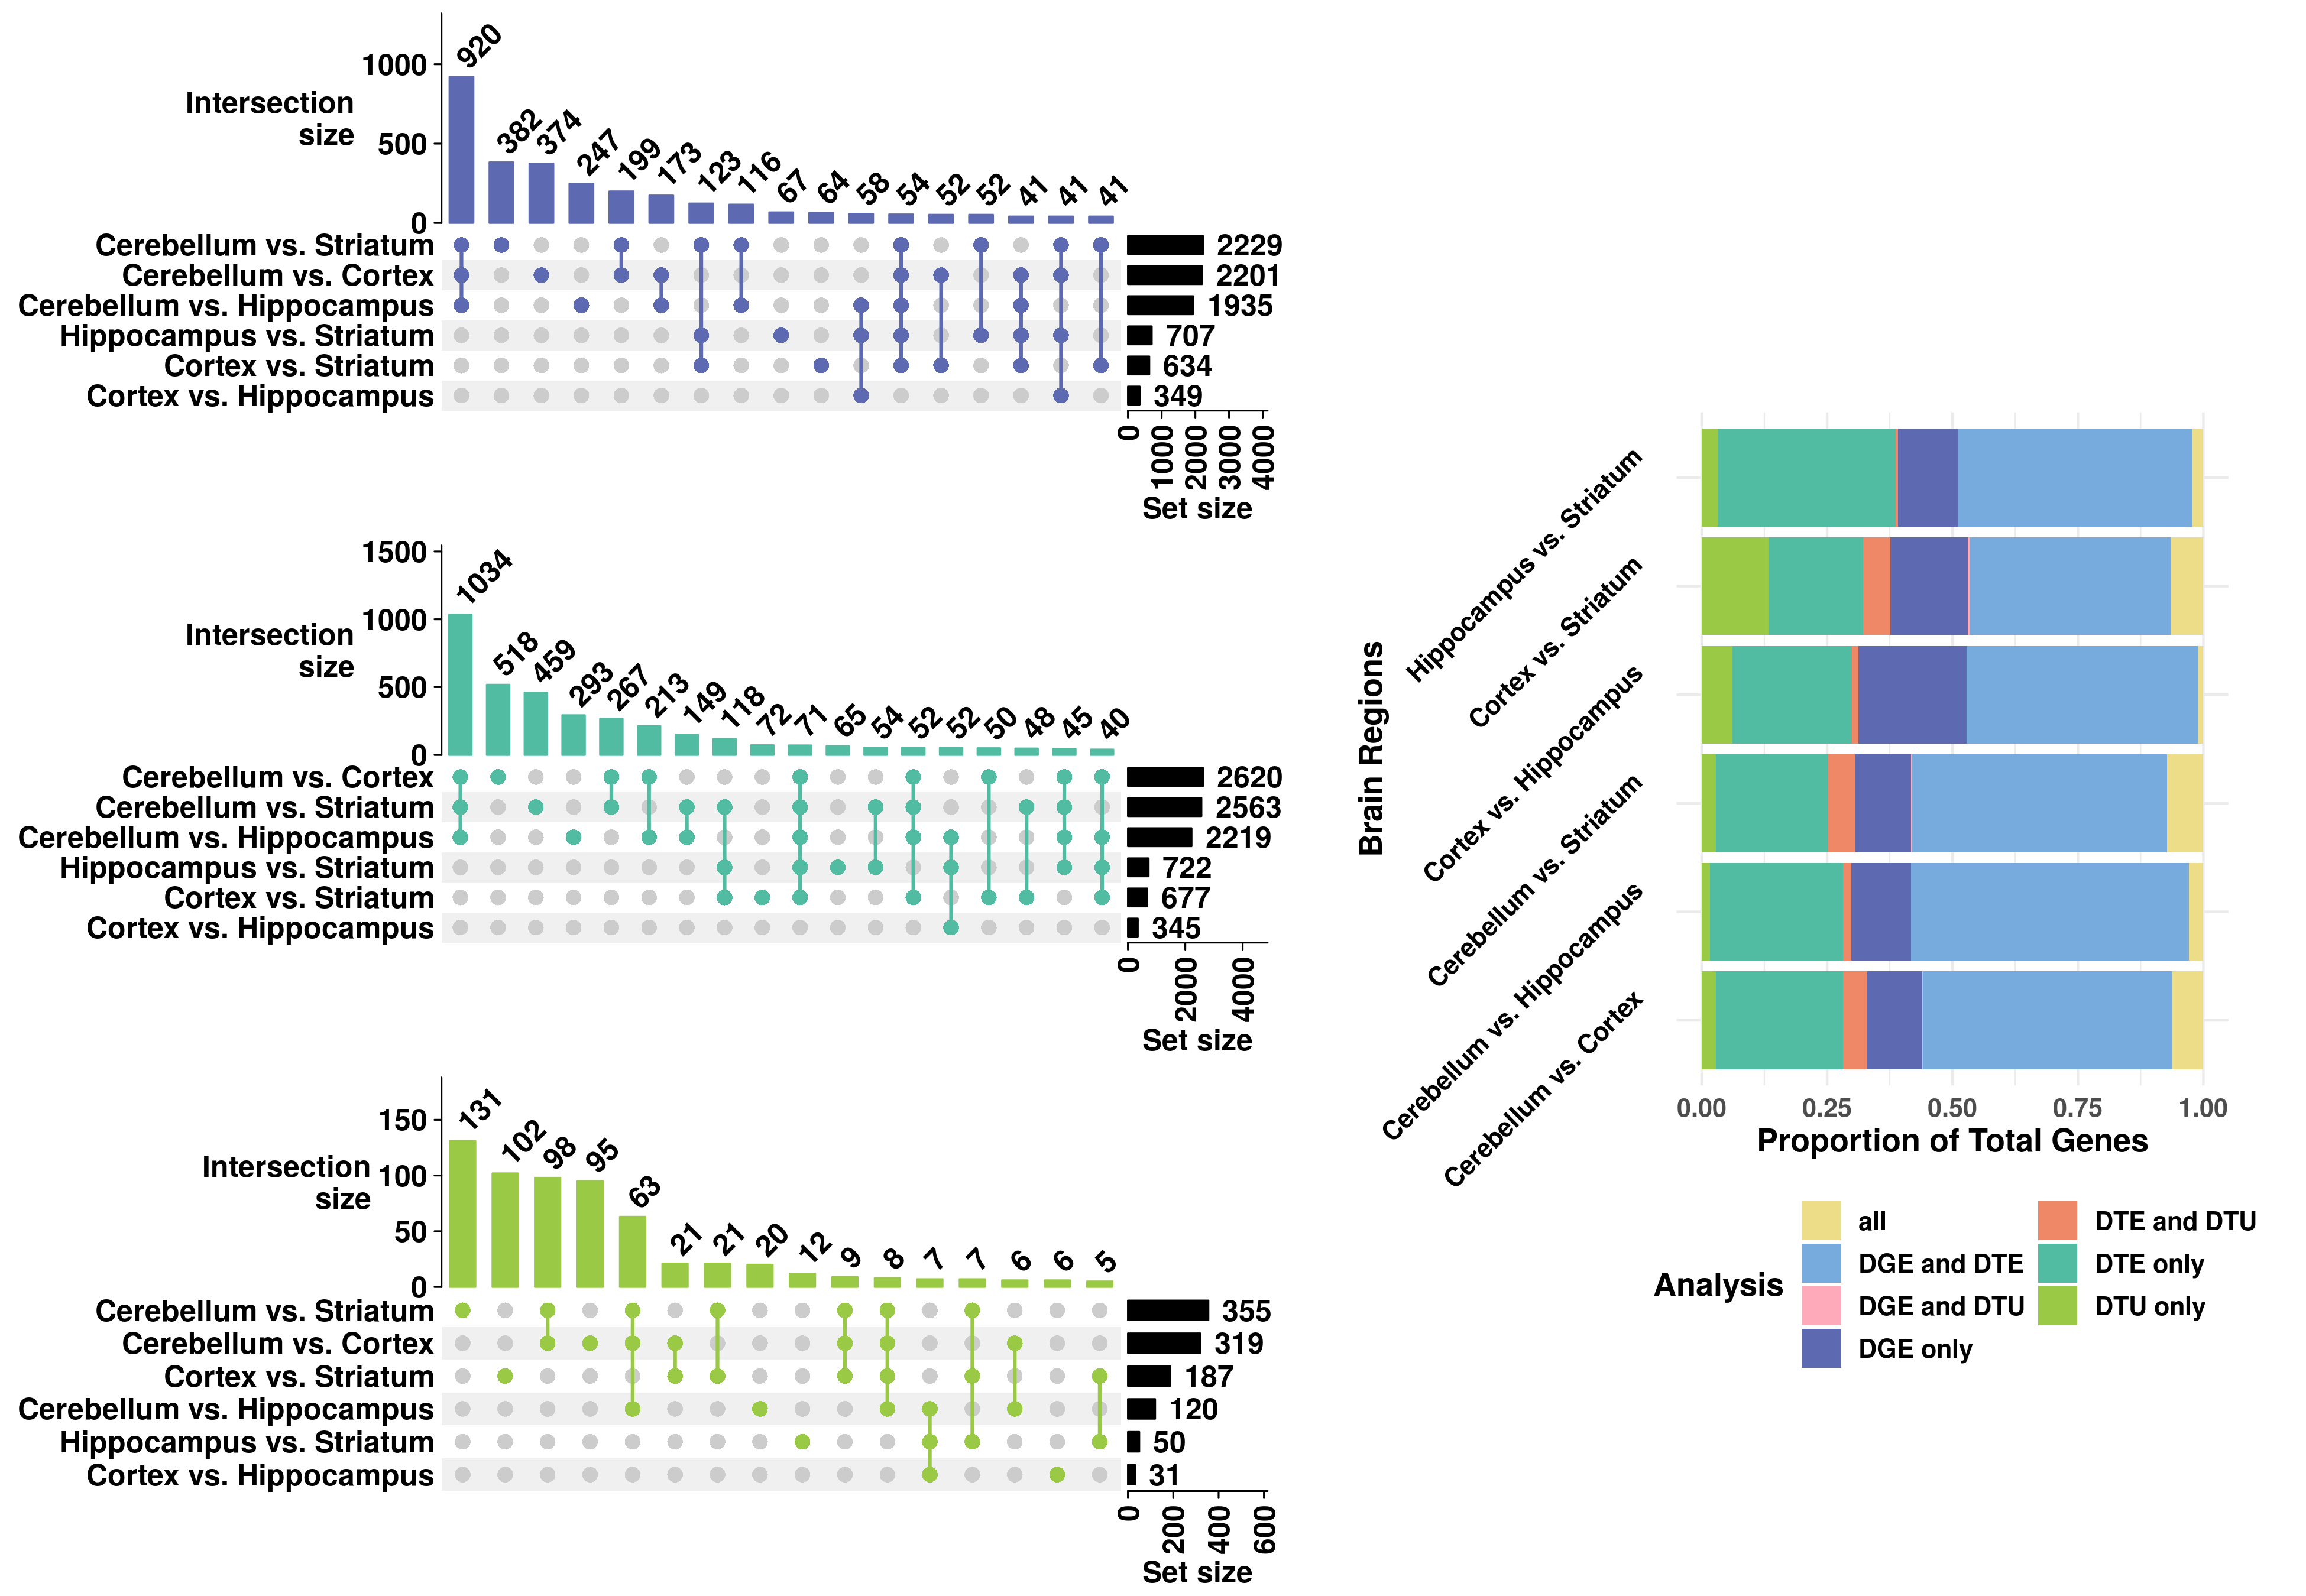 920 382 374 247 199 173 123 116 67 64 58 54 52 52 41 41 41
1000
500
0
Intersection
size
Cerebellum vs. Striatum 2229
Cerebellum vs. Cortex 2201
Cerebellum vs. Hippocampus 1935
Hippocampus vs. Striatum 707
Cortex vs. Striatum 634
Cortex vs. Hippocampus 349
0 1000 2000 3000 4000
Set size
1034 518 459 293 267 213 149 118 72 71 65 54 52 52 50 48 45 40
1500
1000
500
0
Intersection
size
Cerebellum vs. Cortex 2620
Cerebellum vs. Striatum 2563
Cerebellum vs. Hippocampus 2219
Hippocampus vs. Striatum 722
Cortex vs. Striatum 677
Cortex vs. Hippocampus 345
0 2000 4000
Set size
131 102 98 95 63 21 21 20 12 9 8 7 7 6 6 5
150
100
50
0
Intersection
size
Cerebellum vs. Striatum 355
Cerebellum vs. Cortex 319
Cortex vs. Striatum 187
Cerebellum vs. Hippocampus 120
Hippocampus vs. Striatum 50
Cortex vs. Hippocampus 31
0 200 400 600
Set size
Brain Regions
Hippocampus vs. Striatum
Cortex vs. Striatum
Cortex vs. Hippocampus
Cerebellum vs. Striatum
Cerebellum vs. Hippocampus
Cerebellum vs. Cortex
0.00 0.25 0.50 0.75 1.00
Proportion of Total Genes
Analysis
all
DGE and DTE
DGE and DTU
DGE only
DTE and DTU
DTE only
DTU only